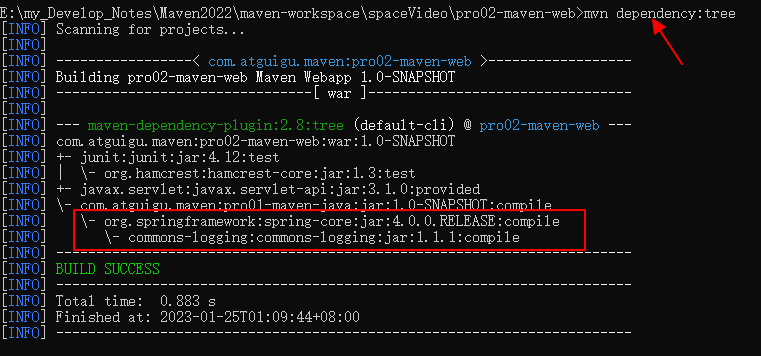 E:\my_Develop_Notes\Maven2022\maven-workspace\spaceVideo\pro02-maven-web>mvn dependency:tree
[INFO] Scanning for projects...
[INFO]
[INFO] -----------------< com.atguigu.maven:pro02-maven-web >------------------
[INFO] Building pro02-maven-web Maven Webapp 1.0-SNAPSHOT
[INFO] --------------------------------[ war ]---------------------------------
[INFO]
[INFO] --- maven-dependency-plugin:2.8:tree (default-cli) @ pro02-maven-web ---
[INFO] com.atguigu.maven:pro02-maven-web:war:1.0-SNAPSHOT
[INFO] +- junit:junit:jar:4.12:test
[INFO] |  \- org.hamcrest:hamcrest-core:jar:1.3:test
[INFO] +- javax.servlet:javax.servlet-api:jar:3.1.0:provided
[INFO] \- com.atguigu.maven:pro01-maven-java:jar:1.0-SNAPSHOT:compile
[INFO]    \- org.springframework:spring-core:jar:4.0.0.RELEASE:compile
[INFO]       \- commons-logging:commons-logging:jar:1.1.1:compile
[INFO] ------------------------------------------------------------------------
[INFO] BUILD SUCCESS
[INFO] ------------------------------------------------------------------------
[INFO] Total time:  0.883 s
[INFO] Finished at: 2023-01-25T01:09:44+08:00
[INFO] ------------------------------------------------------------------------